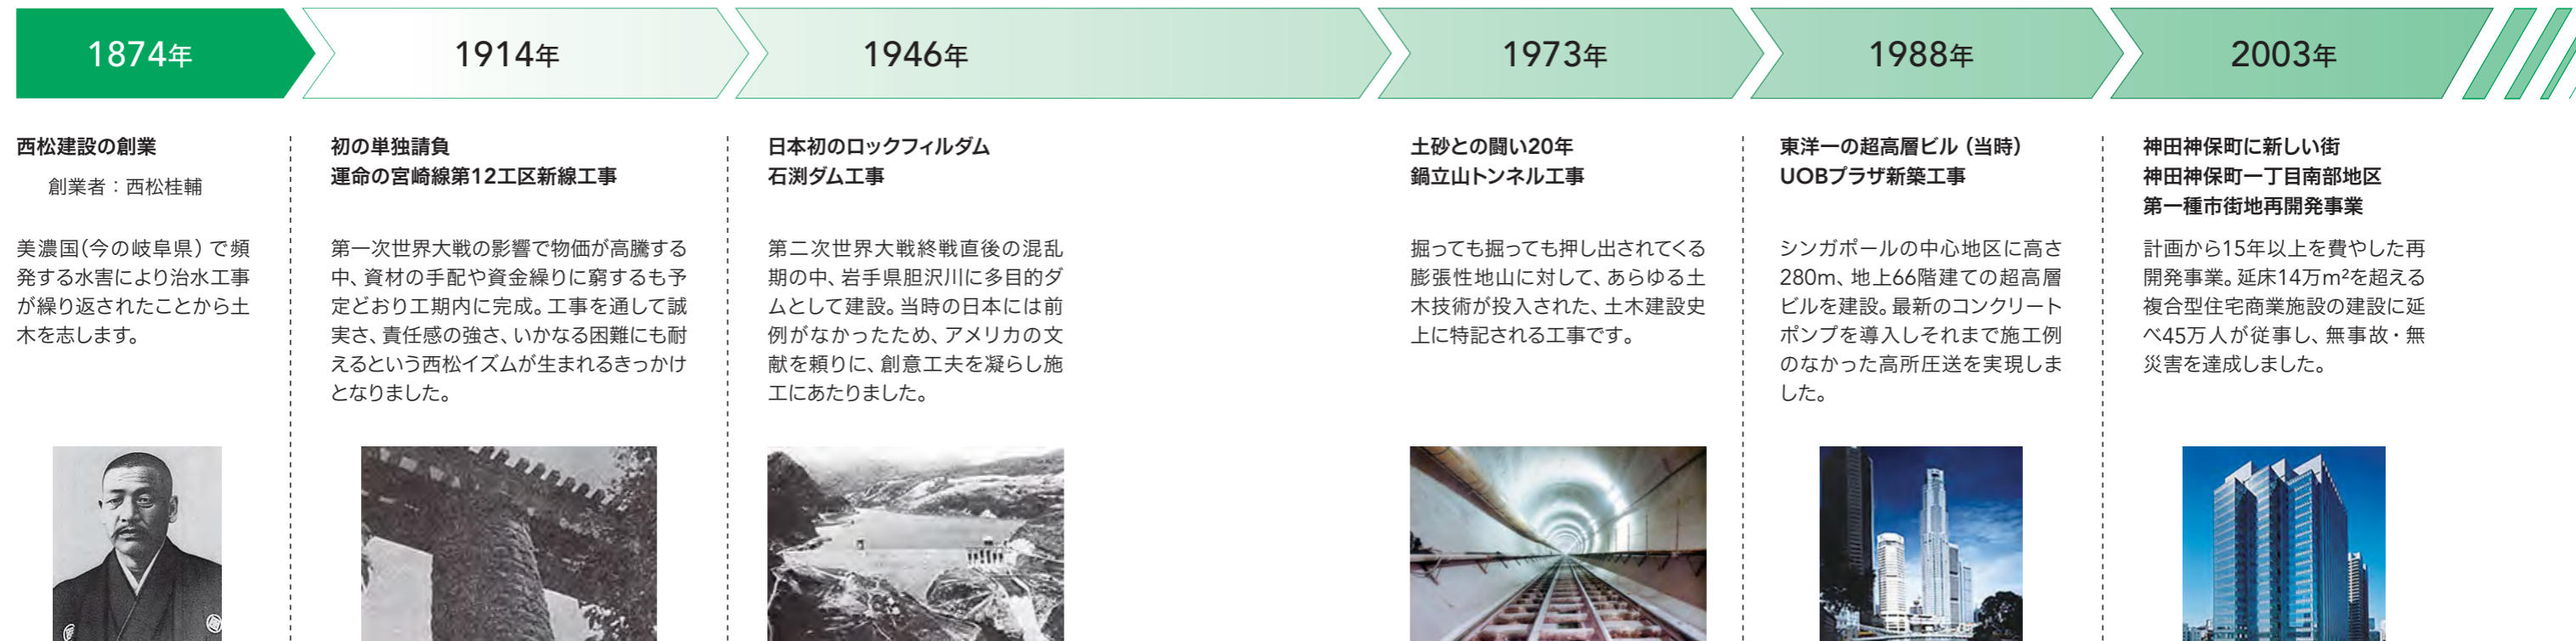 1874年
1914年
1946年
1973年
1988年
2003年
西松建設の創業
創業者：西松桂輔
美濃国(今の岐阜県)で頻
発する水害により治水工事
が繰り返されたことから土
木を志します。
初の単独請負
運命の宮崎線第12工区新線工事
第一次世界大戦の影響で物価が高騰する
中、資材の手配や資金繰りに窮するも予
定どおり工期内に完成。工事を通して誠
実さ、責任感の強さ、いかなる困難にも耐
えるという西松イズムが生まれるきっかけ
となりました。
日本初のロックフィルダム
石渕ダム工事
第二次世界大戦終戦直後の混乱
期の中、岩手県胆沢川に多目的ダ
ムとして建設。当時の日本には前
例がなかったため、アメリカの文
献を頼りに、創意工夫を凝らし施
工にあたりました。
土砂との闘い20年
鍋立山トンネル工事
掘っても掘っても押し出されてくる
膨張性地山に対して、あらゆる土
木技術が投入された、土木建設史
上に特記される工事です。
東洋一の超高層ビル（当時）
UOBプラザ新築工事
シンガポールの中心地区に高さ
280m、地上66階建ての超高層
ビルを建設。最新のコンクリート
ポンプを導入しそれまで施工例
のなかった高所圧送を実現しま
した。
神田神保町に新しい街
神田神保町一丁目南部地区
第一種市街地再開発事業
計画から15年以上を費やした再
開発事業。延床14万m²を超える
複合型住宅商業施設の建設に延
べ45万人が従事し、無事故・無
災害を達成しました。